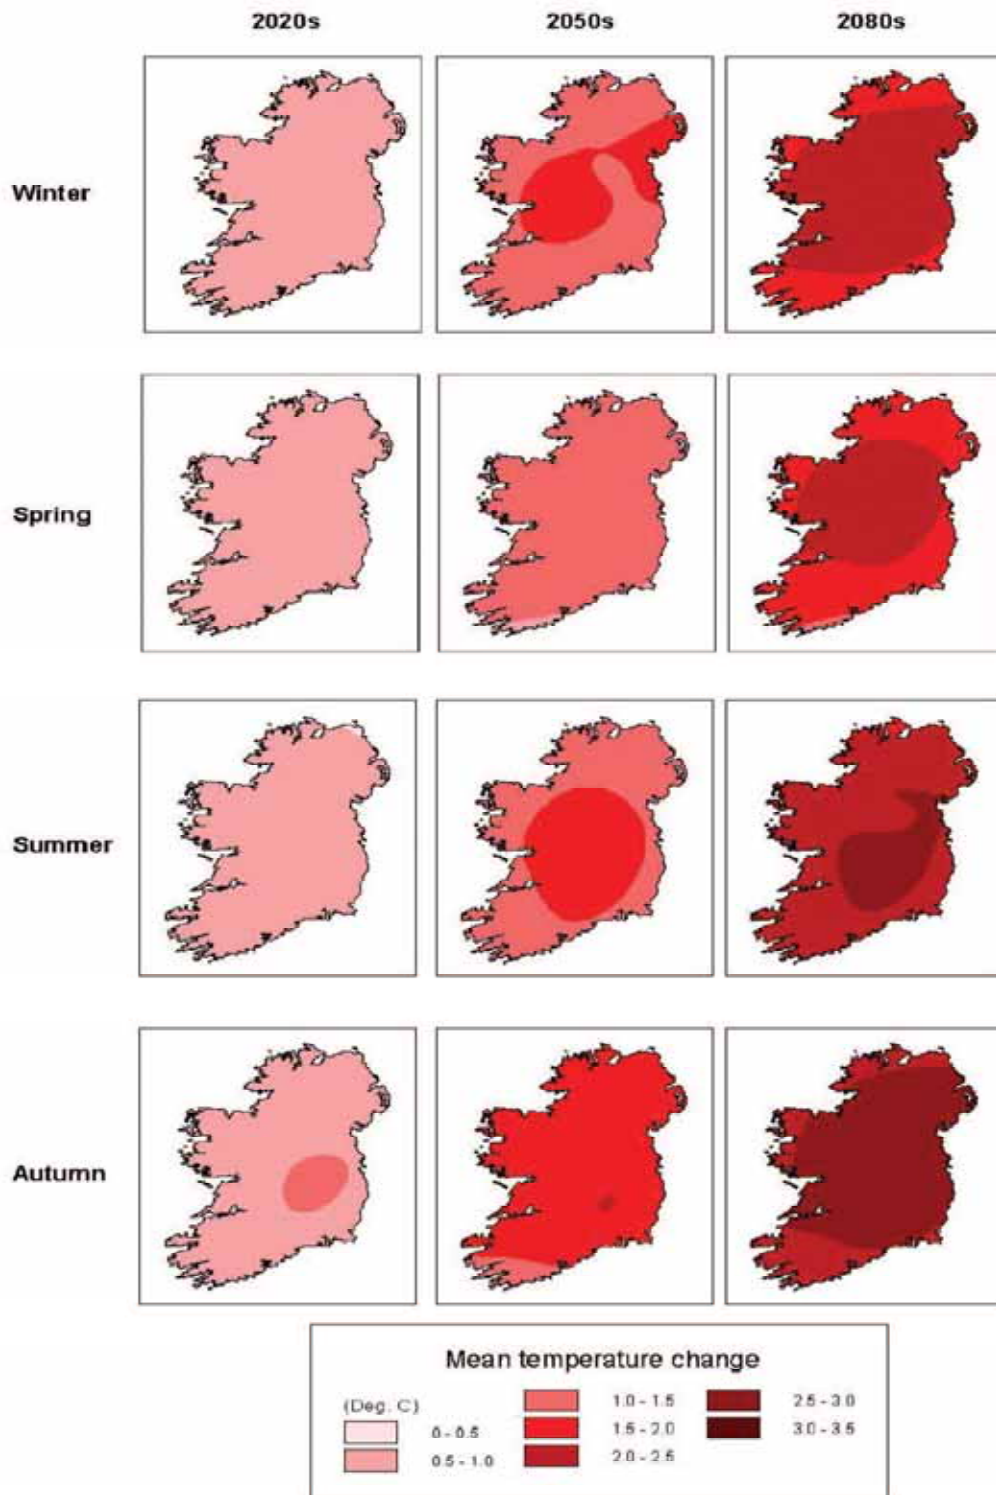 2020s 2050s 2080s
Winter
Spring
Summer
Autumn
Mean temperature change
(Deg. C)
0 - 0.5
0.5 - 1.0
1.0 - 1.5
1.5 - 2.0
2.0 - 2.5
2.5 - 3.0
3.0 - 3.5